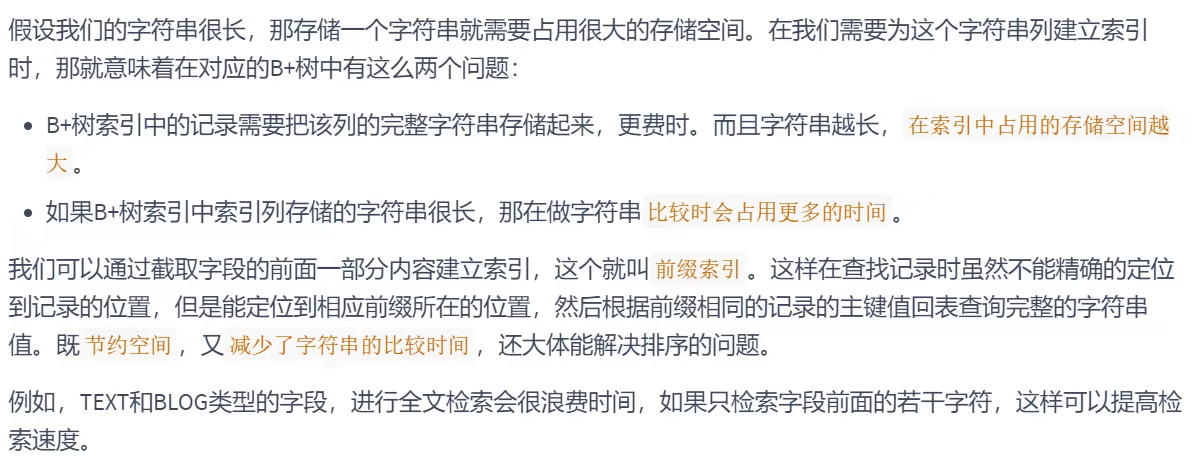 假设我们的字符串很长，那存储一个字符串就需要占用很大的存储空间。在我们需要为这个字符串列建立索引
时，那就意味着在对应的B+树中有这么两个问题：
• B+树索引中的记录需要把该列的完整字符串存储起来，更费时。而且字符串越长， 在索引中占用的存储空间越
大 。
• 如果B+树索引中索引列存储的字符串很长，那在做字符串 比较时会占用更多的时间 。
我们可以通过截取字段的前面一部分内容建立索引，这个就叫 前缀索引 。这样在查找记录时虽然不能精确的定位
到记录的位置，但是能定位到相应前缀所在的位置，然后根据前缀相同的记录的主键值回表查询完整的字符串
值。既 节约空间 ，又 减少了字符串的比较时间 ，还大体能解决排序的问题。
例如，TEXT和BLOG类型的字段，进行全文检索会很浪费时间，如果只检索字段前面的若干字符，这样可以提高检
索速度。